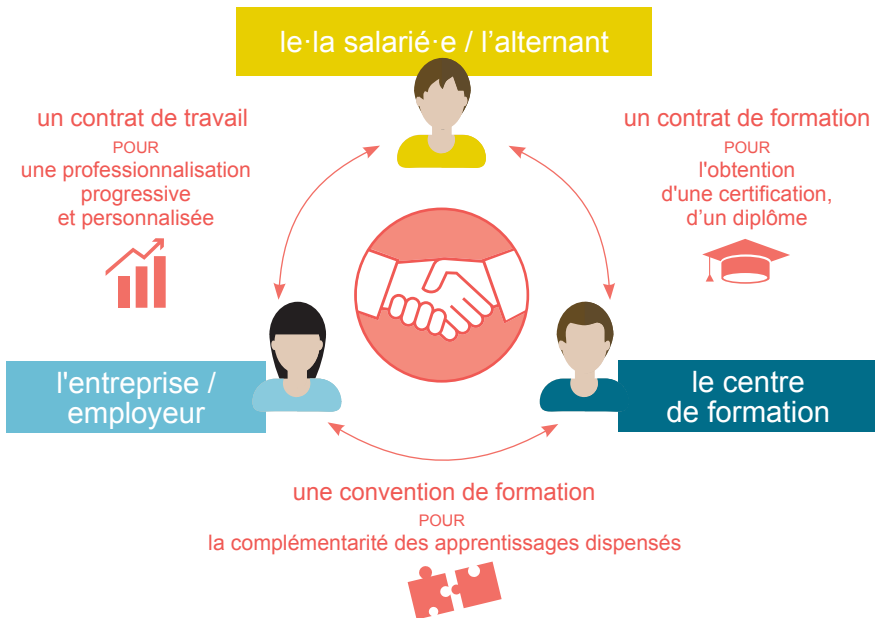 le·la salarié·e / l’alternant
un contrat de travail
POUR
une professionnalisation
progressive
et personnalisée
un contrat de formation
POUR
l'obtention
d'une certification,
d’un diplôme
l'entreprise /
employeur
le centre
de formation
une convention de formation
POUR
la complémentarité des apprentissages dispensés